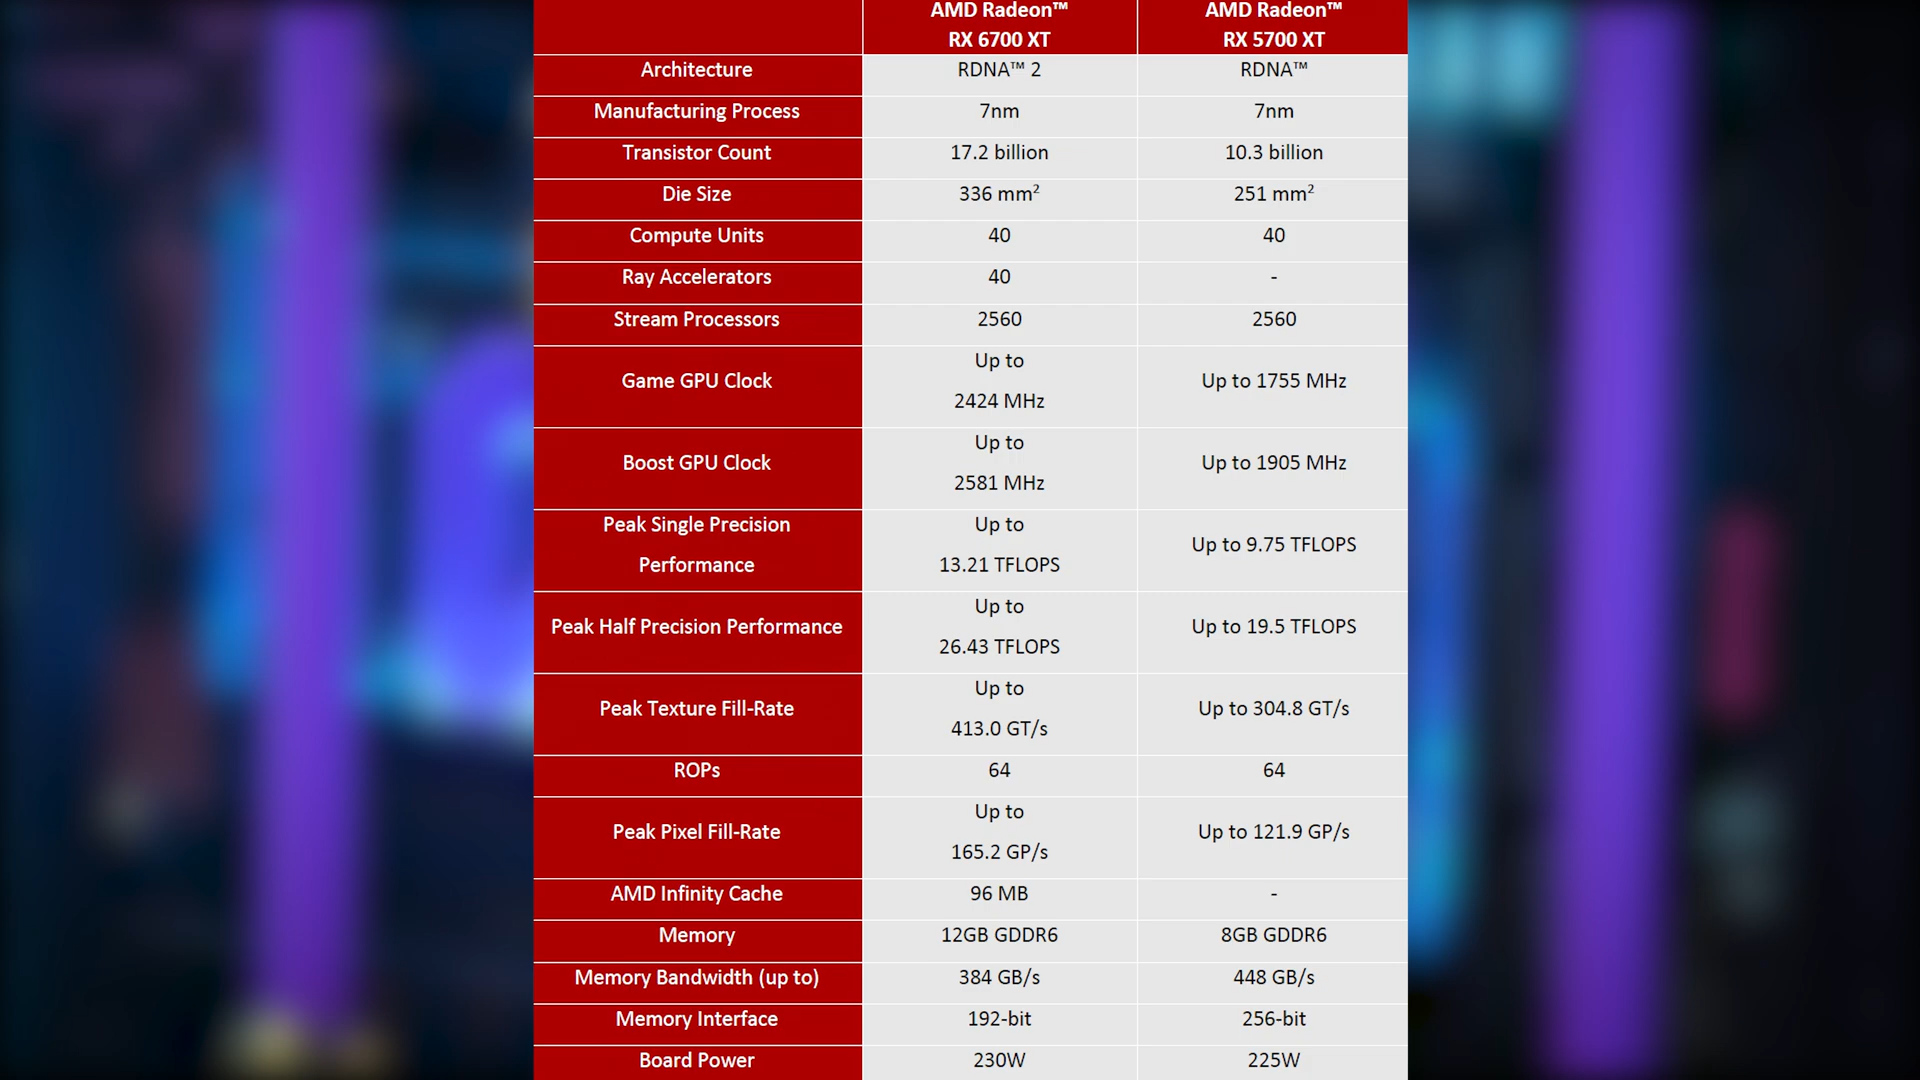 AMD Radeon™ AMD Radeon™
RX 6700 XT RX 5700 XT
Architecture RDNA™ 2 RDNA™
Manufacturing Process 7nm 7nm
Transistor Count 17.2 billion 10.3 billion
Die Size 336 mm² 251 mm²
Compute Units 40 40
Ray Accelerators 40 -
Stream Processors 2560 2560
Game GPU Clock Up to 2424 MHz Up to 1755 MHz
Boost GPU Clock Up to 2581 MHz Up to 1905 MHz
Peak Single Precision Performance Up to 13.21 TFLOPS Up to 9.75 TFLOPS
Peak Half Precision Performance Up to 26.43 TFLOPS Up to 19.5 TFLOPS
Peak Texture Fill-Rate Up to 413.0 GT/s Up to 304.8 GT/s
ROPs 64 64
Peak Pixel Fill-Rate Up to 165.2 GP/s Up to 121.9 GP/s
AMD Infinity Cache 96 MB -
Memory 12GB GDDR6 8GB GDDR6
Memory Bandwidth (up to) 384 GB/s 448 GB/s
Memory Interface 192-bit 256-bit
Board Power 230W 225W